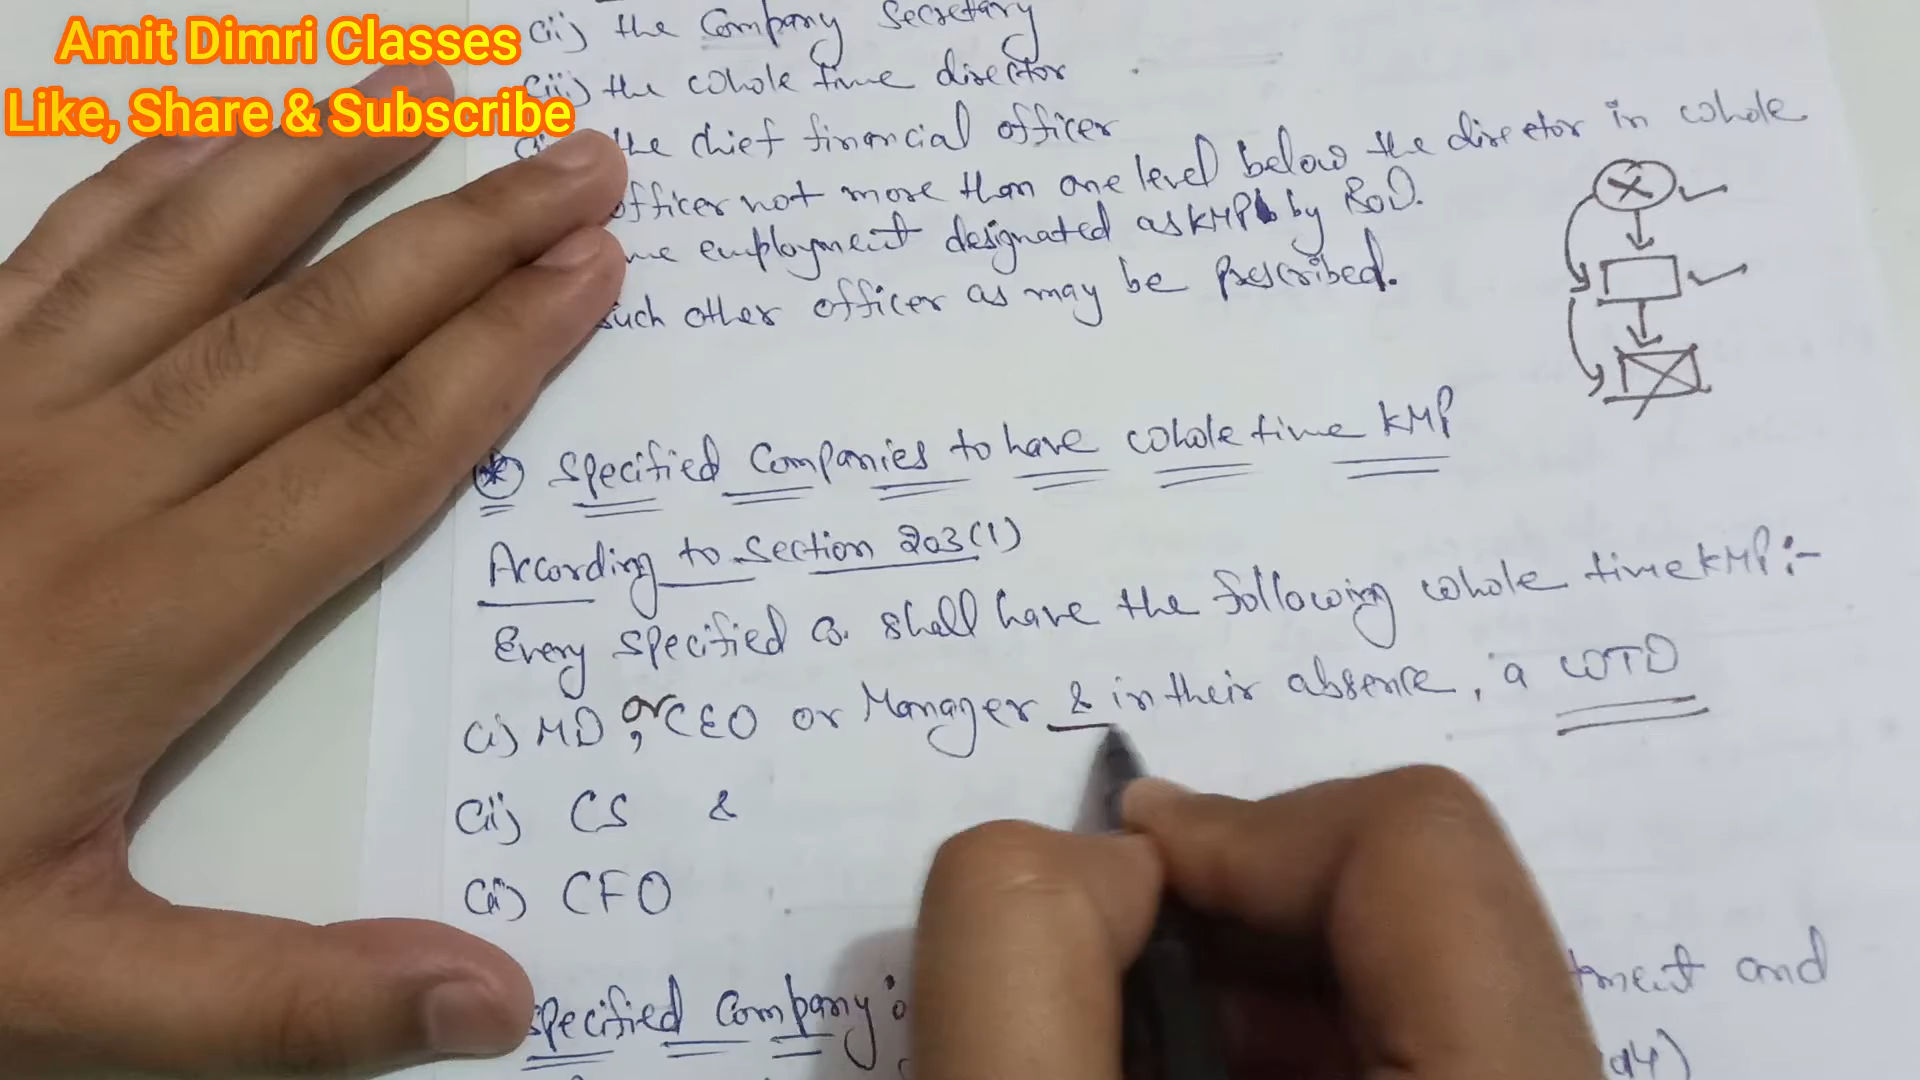 Amit Dimri Classes
Like, Share & Subscribe
(ii) the Company Secretary
(iii) the whole time director
the chief financial officer
officer not more than one level below the director in whole
me employment designated as KMP by BOD.
such other officer as may be Prescribed.
Specified Companies to have whole time KMP
According to Section 203(1)
Every specified Co. shall have the following whole time KMP:-
(i) MD, or CEO or Manager & in their absence, a WTD
(ii) CS &
(iii) CFO
Specified Company:
tment and